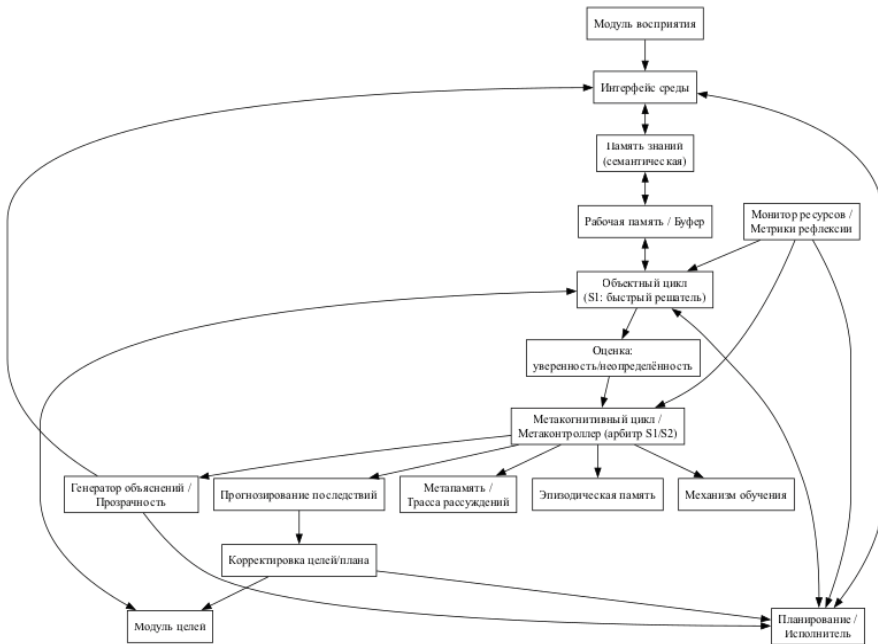 Модуль восприятия
Интерфейс среды
Память знаний
(семантическая)
Рабочая память / Буфер
Монитор ресурсов /
Метрики рефлексии
Объектный цикл
(S1: быстрый решатель)
Оценка:
уверенность/неопределённость
Метакогнитивный цикл /
Метаконтроллер (арбитр S1/S2)
Генератор объяснений /
Прозрачность
Прогнозирование последствий
Метапамять /
Трасса рассуждений
Эпизодическая память
Механизм обучения
Корректировка целей/плана
Модуль целей
Планирование /
Исполнитель